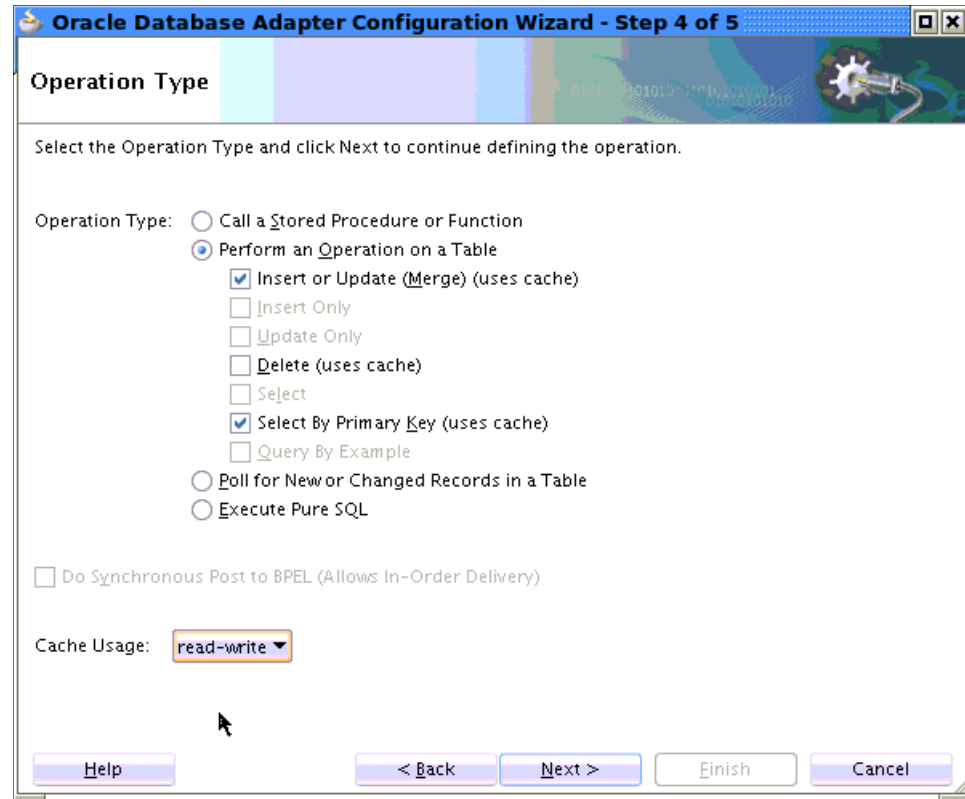 Oracle Database Adapter Configuration Wizard - Step 4 of 5
Operation Type
Select the Operation Type and click Next to continue defining the operation.
Operation Type: Call a Stored Procedure or Function
Perform an Operation on a Table
Insert or Update (Merge) (uses cache)
Insert Only
Update Only
Delete (uses cache)
Select
Select By Primary Key (uses cache)
Query By Example
Poll for New or Changed Records in a Table
Execute Pure SQL
Do Synchronous Post to BPEL (Allows In-Order Delivery)
Cache Usage: read-write
Help < Back Next > Finish Cancel